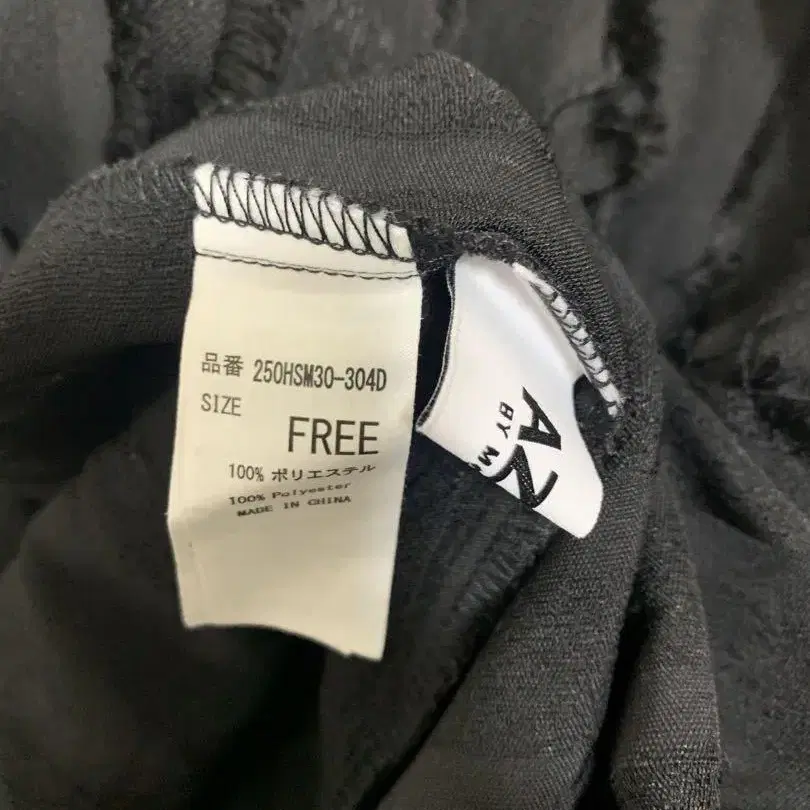 品番 250HSM30-304D
SIZE
FREE
100% ポリエステル
100% Polyester
MADE IN CHINA
BY M